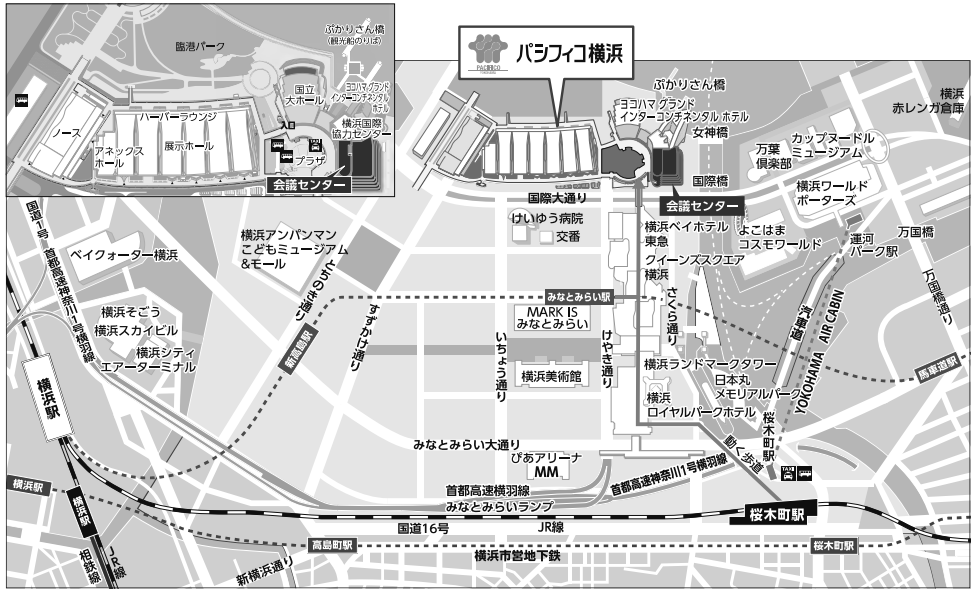 ぷかりさん橋
(観光船のりば)
臨港パーク
国立
大ホール
ヨコハマ グランド
インターコンチネンタル
ホテル
横浜国際
協力センター
ハーバーラウンジ
入口
ノース
アネックス
ホール
展示ホール
プラザ
TAXI
会議センター
PACIFICO
YOKOHAMA
パシフィコ横浜
ぷかりさん橋
ヨコハマ グランド
インターコンチネンタル ホテル
女神橋
国際橋
会議センター
横浜
赤レンガ倉庫
カップヌードル
ミュージアム
万葉
倶楽部
横浜ワールド
ポーターズ
よこはま
コスモワールド
運河
パーク駅
万国橋
万国橋通り
国際大通り
けいゆう病院
交番
横浜ベイホテル
東急
クイーンズスクエア
横浜
さくら通り
汽車道
YOKOHAMA AIR CABIN
馬車道駅
国道1号
首都高速神奈川1号横羽線
ベイクォーター横浜
横浜アンパンマン
こどもミュージアム
&モール
とちのき通り
すずかけ通り
新高島駅
みなとみらい駅
MARK IS
みなとみらい
いちょう通り
けやき通り
横浜美術館
横浜そごう
横浜スカイビル
横浜シティ
エアーターミナル
横浜ランドマークタワー
日本丸
メモリアルパーク
横浜
ロイヤルパークホテル
桜木町駅
動く歩道
横浜駅
みなとみらい大通り
ぴあアリーナ
MM
首都高速横羽線
みなとみらいランプ
首都高速神奈川1号横羽線
TAXI
桜木町駅
横浜駅
横浜駅
国道16号
JR線
高島町駅
横浜市営地下鉄
桜木町駅
新横浜通り
相鉄線
JR線